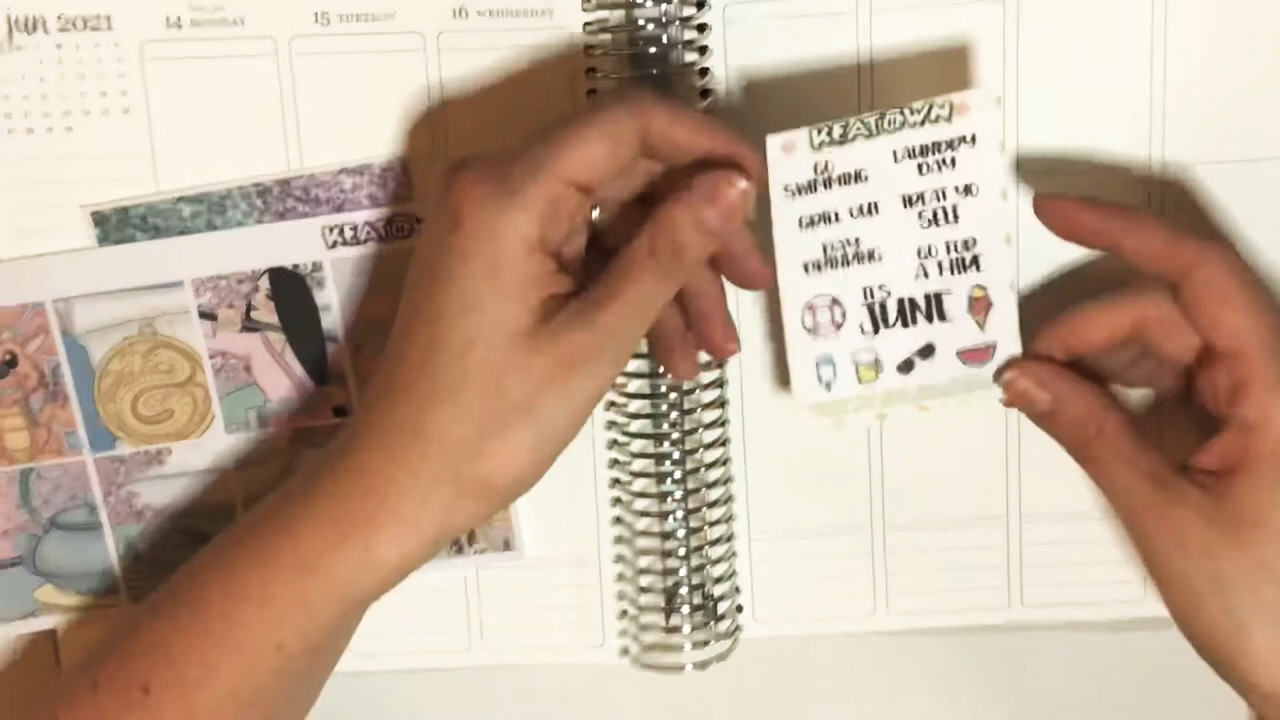 Jun 2021
14 MONDAY
15 TUESDAY
16 WEDNESDAY
KEATOWN
KEATOWN
GO SWIMMING
LAUNDRY DAY
GRILL OUT
TREAT YO SELF
GO FOR A HIKE
IT'S JUNE